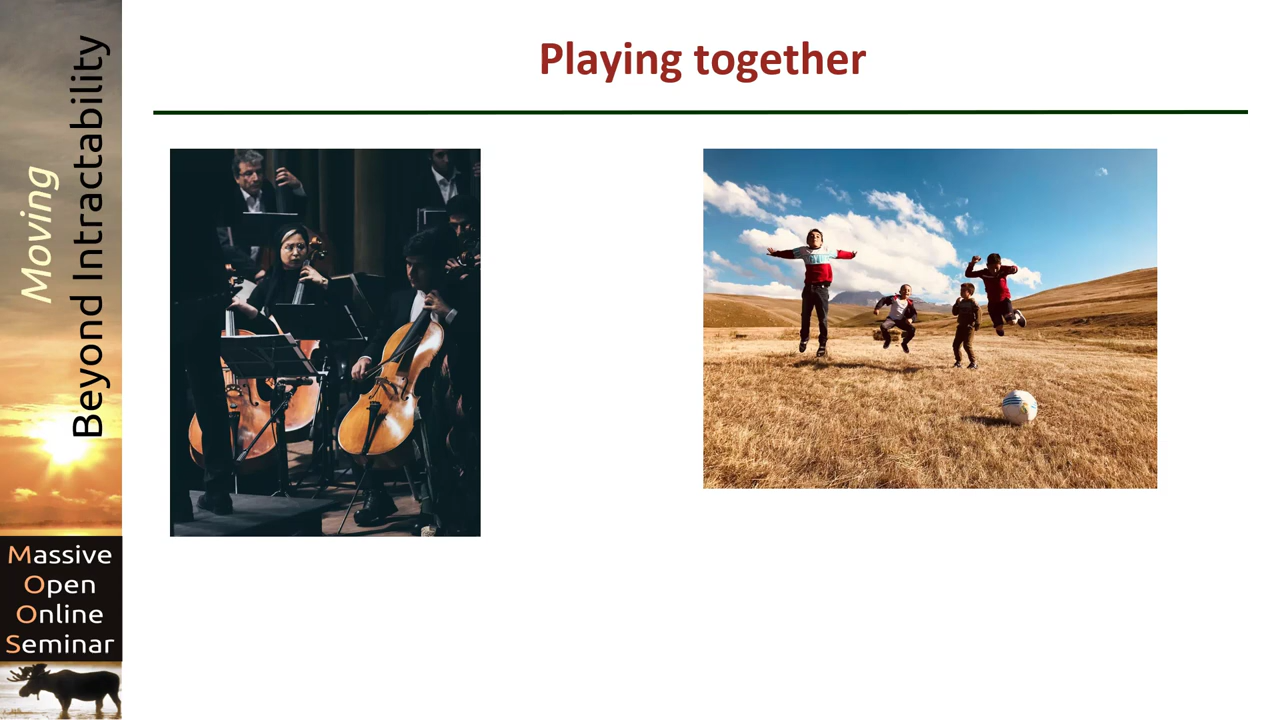 Playing together
Moving
Beyond Intractability
Massive
Open
Online
Seminar